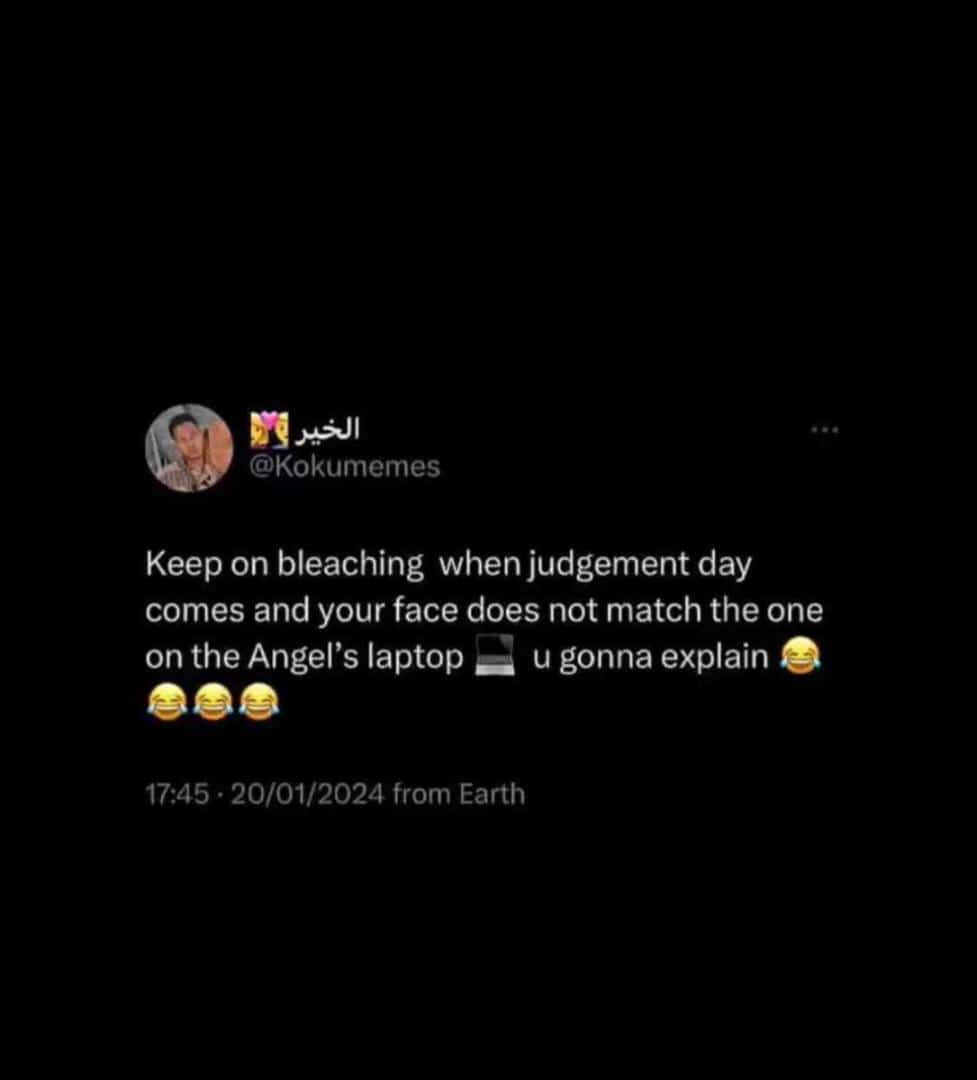 الخير 💏
@Kokumemes
Keep on bleaching  when judgement day
comes and your face does not match the one
on the Angel’s laptop 💻  u gonna explain 😂
😂😂😂
17:45 · 20/01/2024 from Earth